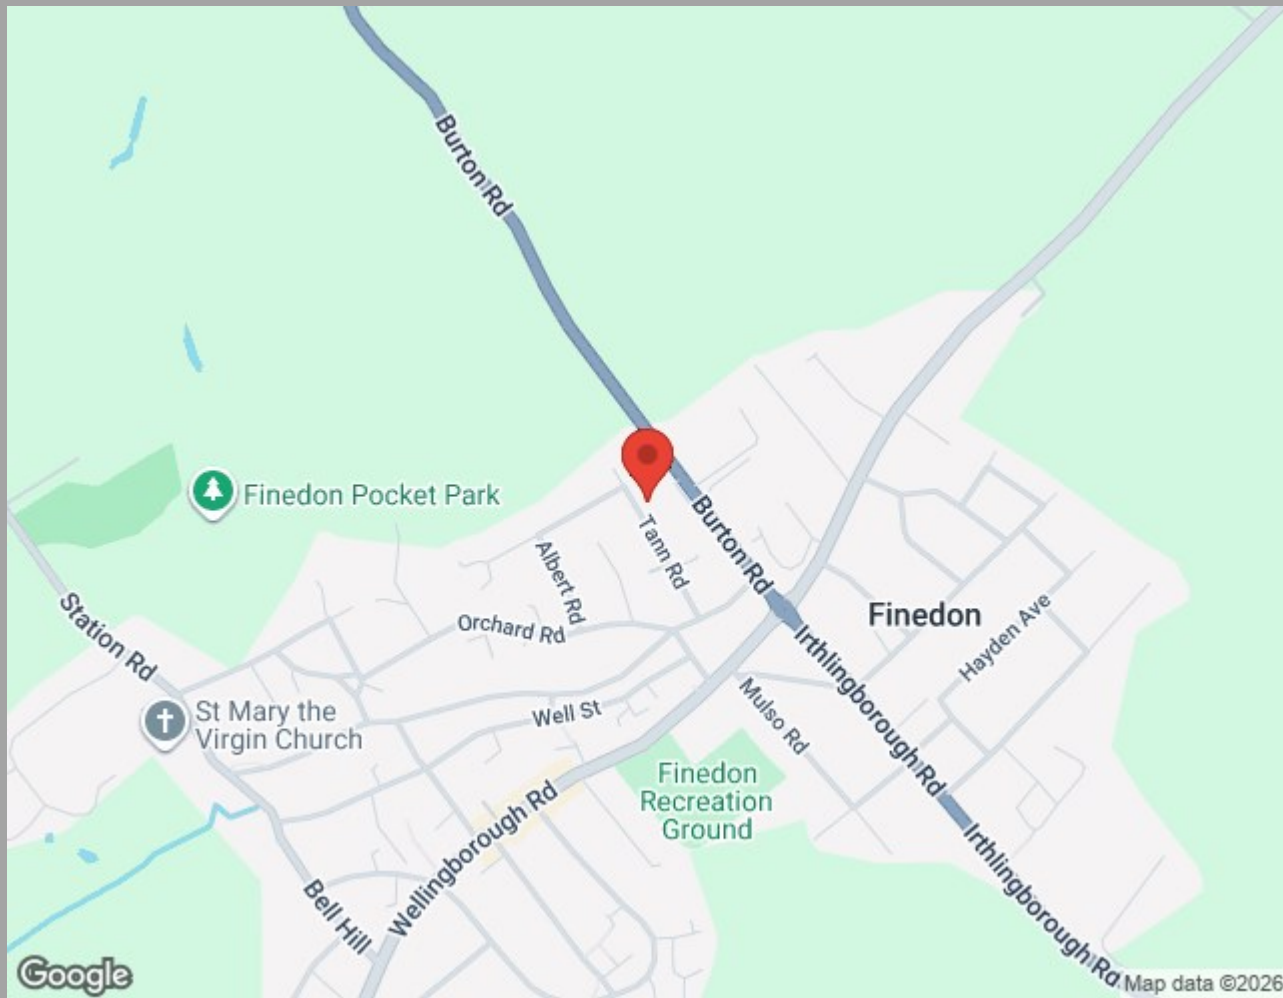 Burton Rd
Finedon Pocket Park
Burton Rd
Tann Rd
Albert Rd
Orchard Rd
Finedon
Hayden Ave
Station Rd
Irthlingborough Rd
St Mary the
Virgin Church
Well St
Mulso Rd
Finedon
Recreation
Ground
Wellingborough Rd
Irthlingborough Rd
Bell Hill
Google
Map data ©2026